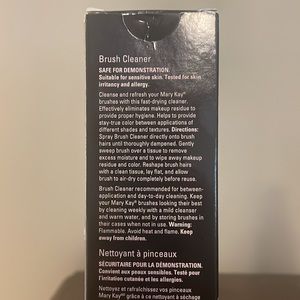 Brush Cleaner
SAFE FOR DEMONSTRATION.
Suitable for sensitive skin. Tested for skin
irritancy and allergy.
Cleanse and refresh your Mary Kay®
brushes with this fast-drying cleaner.
Effectively eliminates makeup residue to
provide proper hygiene. Helps to provide
stay-true color between applications of
different shades and textures. Directions:
Spray Brush Cleaner directly onto brush
hairs until thoroughly dampened. Gently
sweep brush over a tissue to remove
excess moisture and to wipe away makeup
residue and color. Reshape brush hairs
with a clean tissue, lay flat, and allow
brush to air-dry completely before reuse.
Brush Cleaner recommended for between-
application and day-to-day cleaning. Keep
your Mary Kay® brushes looking their best
by cleaning weekly with a mild cleanser
and warm water, and by storing brushes in
their cases when not in use. Warning:
Flammable. Avoid heat and flame. Keep
away from children.
Nettoyant à pinceaux
SÉCURITAIRE POUR LA DÉMONSTRATION.
Convient aux peaux sensibles. Testé pour
l'irritation cutanée et les allergies.
Nettoyez et rafraîchissez vos pinceaux
Mary Kay® grâce à ce nettoyant à séchage